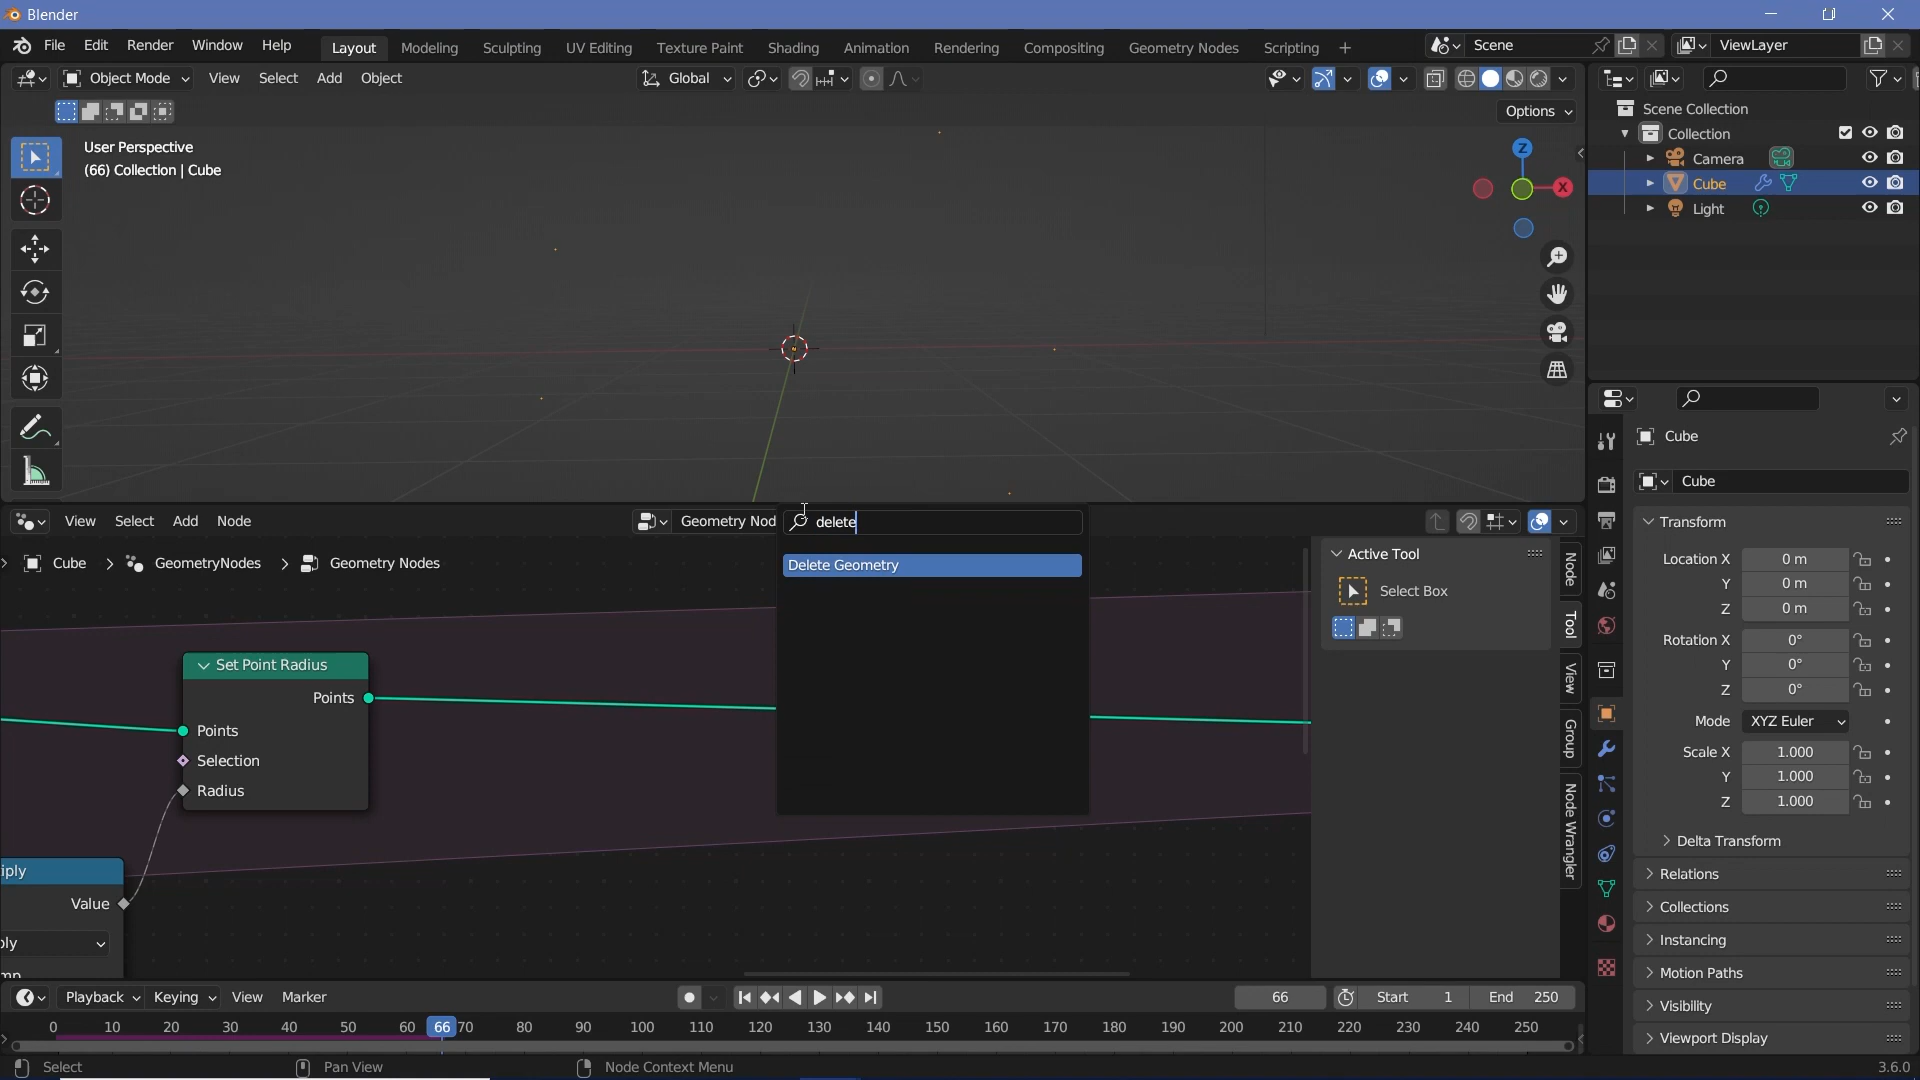 Blender
File Edit Render Window Help Layout Modeling Sculpting UV Editing Texture Paint Shading Animation Rendering Compositing Geometry Nodes Scripting + Scene ViewLayer
Object Mode View Select Add Object Global
Options
User Perspective
(66) Collection | Cube
Z
X
Scene Collection
Collection
Camera
Cube
Light
Cube
Cube
Transform
Location X 0 m
Y 0 m
Z 0 m
Rotation X 0°
Y 0°
Z 0°
Mode XYZ Euler
Scale X 1.000
Y 1.000
Z 1.000
Delta Transform
Relations
Collections
Instancing
Motion Paths
Visibility
Viewport Display
View Select Add Node Geometry Nod
delete
Delete Geometry
Cube > GeometryNodes > Geometry Nodes
Set Point Radius
Points
Points
Selection
Radius
iply
Value
ply
Active Tool
Select Box
Node
Tool
View
Group
Node Wrangler
Playback Keying View Marker 66 Start 1 End 250
0 10 20 30 40 50 60 66 70 80 90 100 110 120 130 140 150 160 170 180 190 200 210 220 230 240 250
Select Pan View Node Context Menu 3.6.0